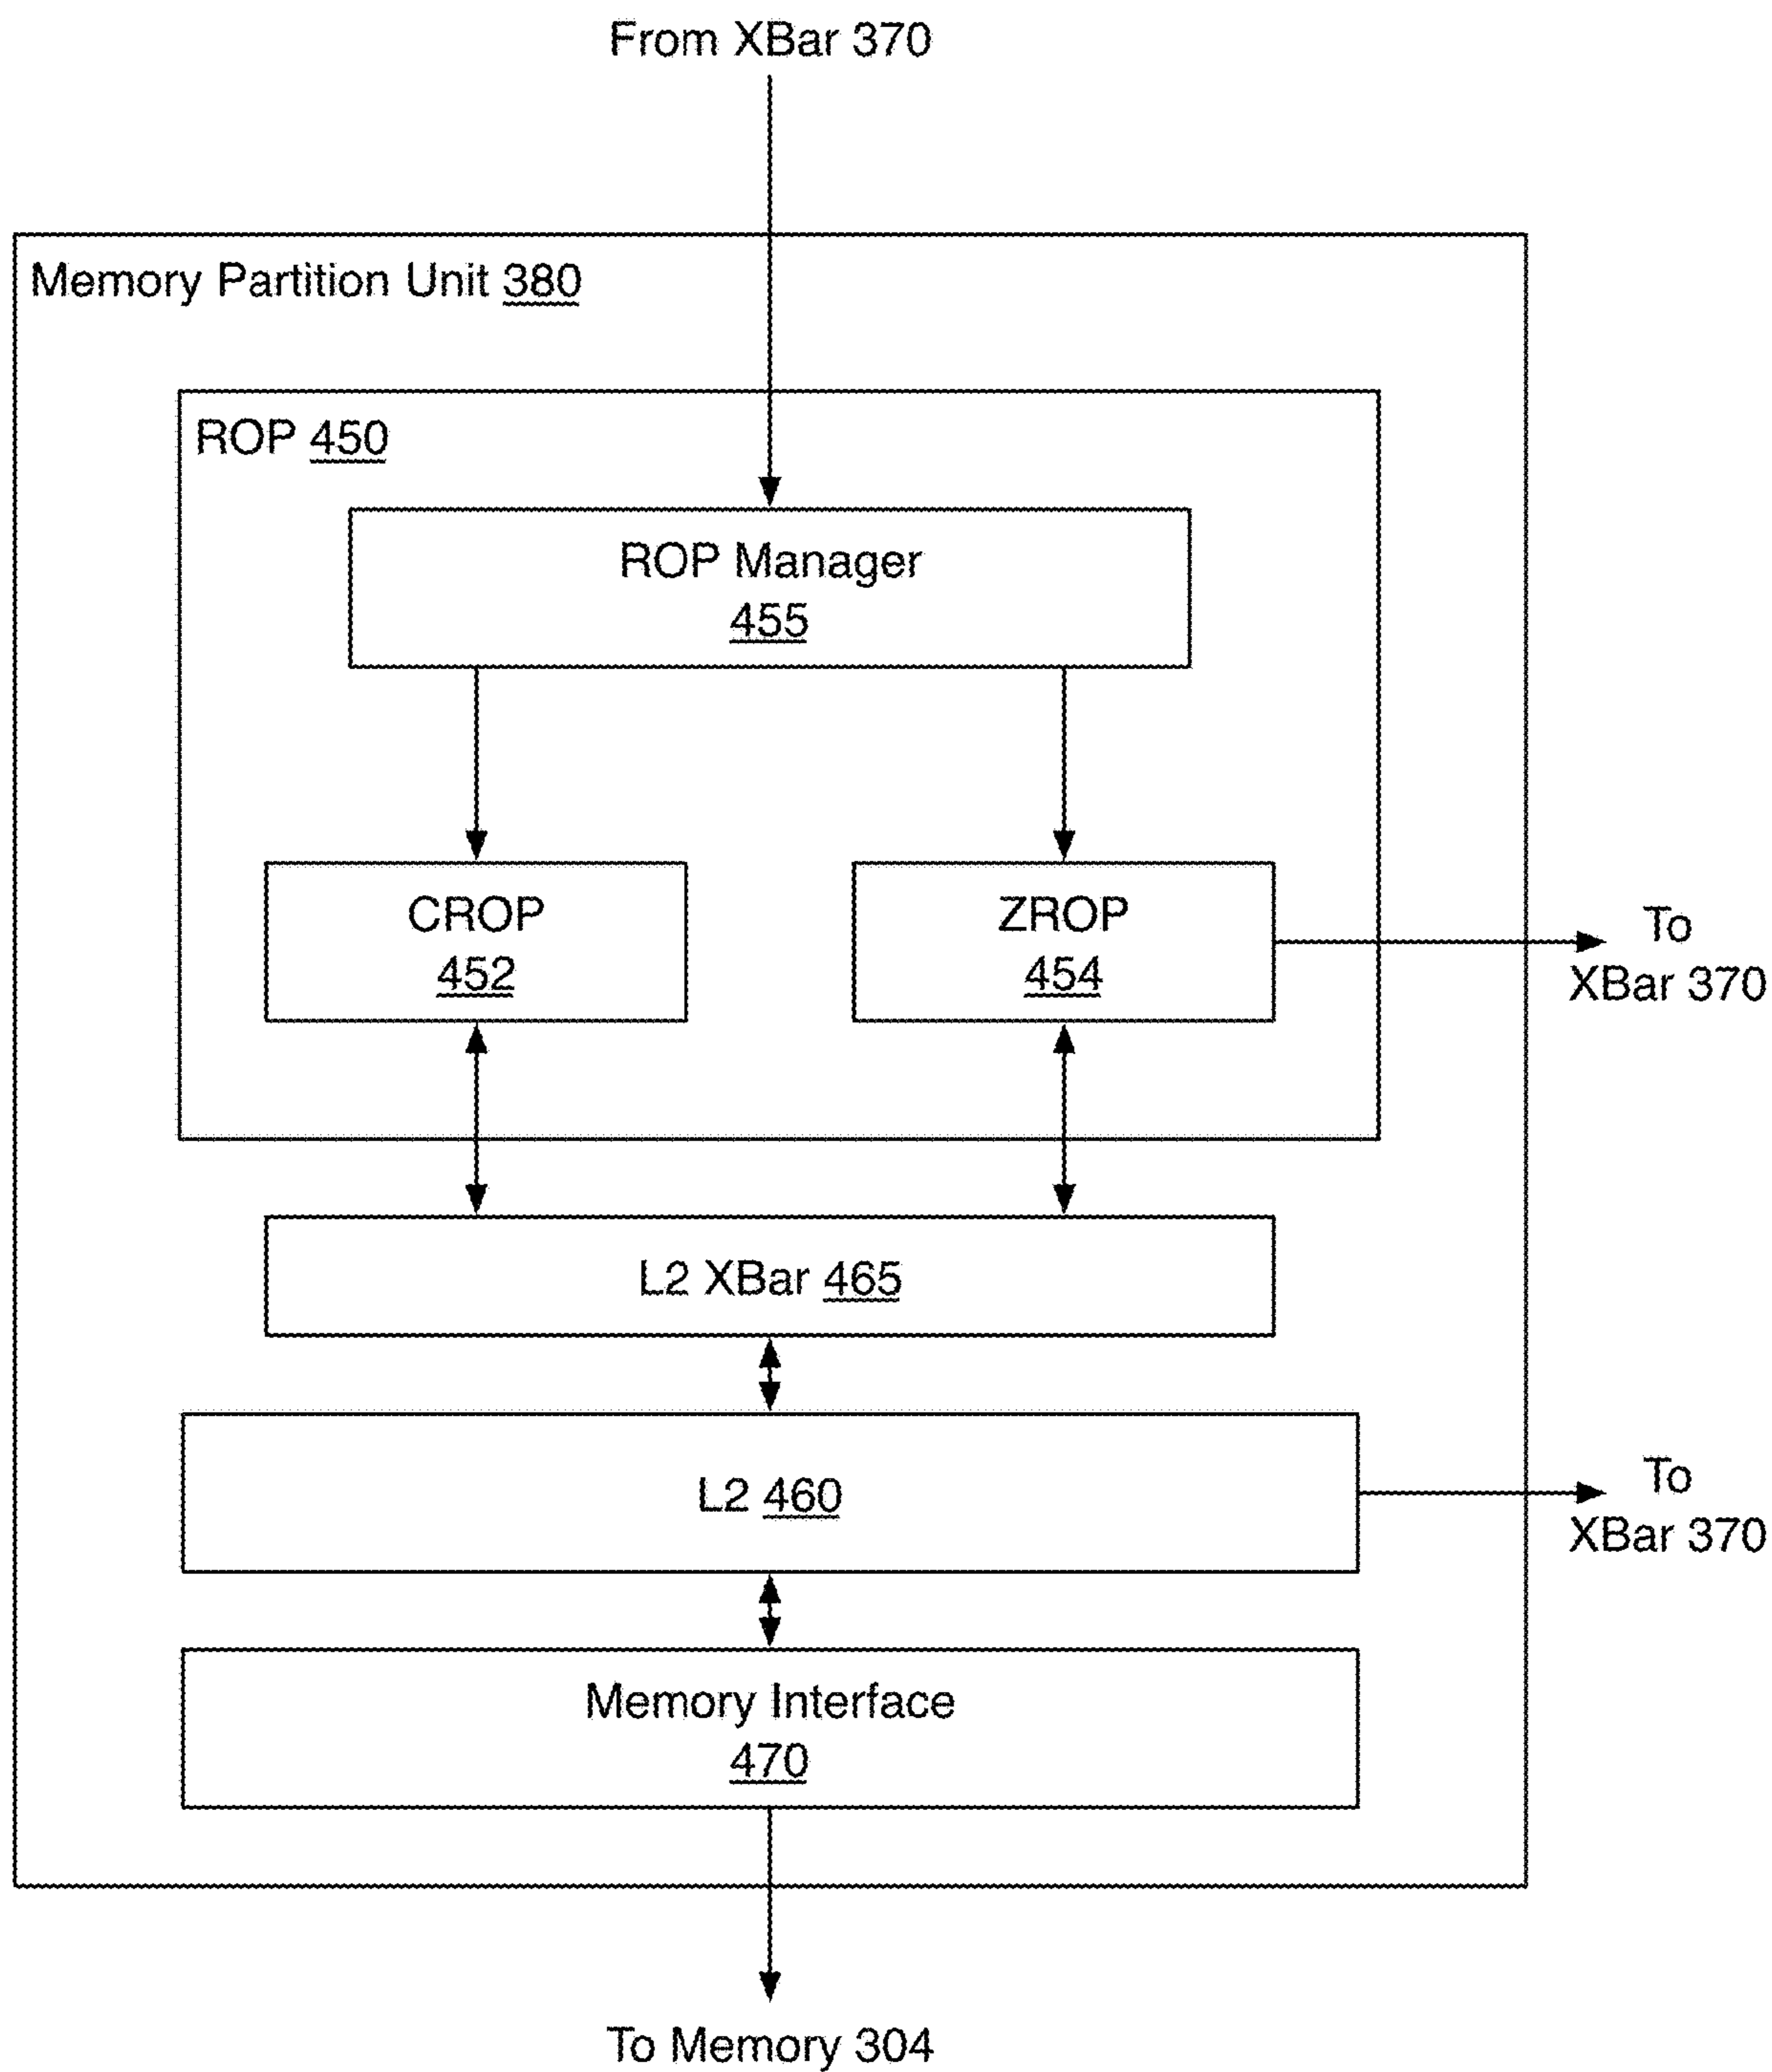 From XBar 370
Memory Partition Unit 380
ROP 450
ROP Manager
455
CROP
452
ZROP
454
To
XBar 370
L2 XBar 465
L2 460
To
XBar 370
Memory Interface
470
To Memory 304